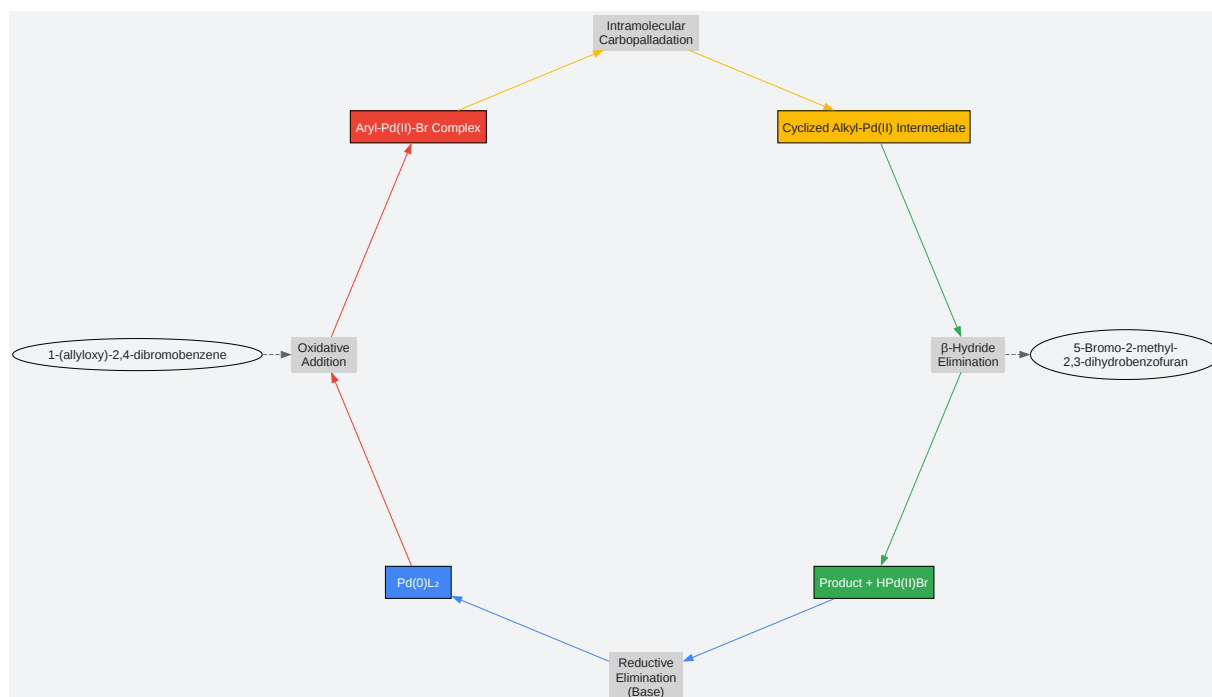 Intramolecular
Carbopalladation
Aryl-Pd(II)-Br Complex
Cyclized Alkyl-Pd(II) Intermediate
1-(allyloxy)-2,4-dibromobenzene
Oxidative
Addition
β-Hydride
Elimination
5-Bromo-2-methyl-
2,3-dihydrobenzofuran
Pd(0)L₂
Product + HPd(II)Br
Reductive
Elimination
(Base)